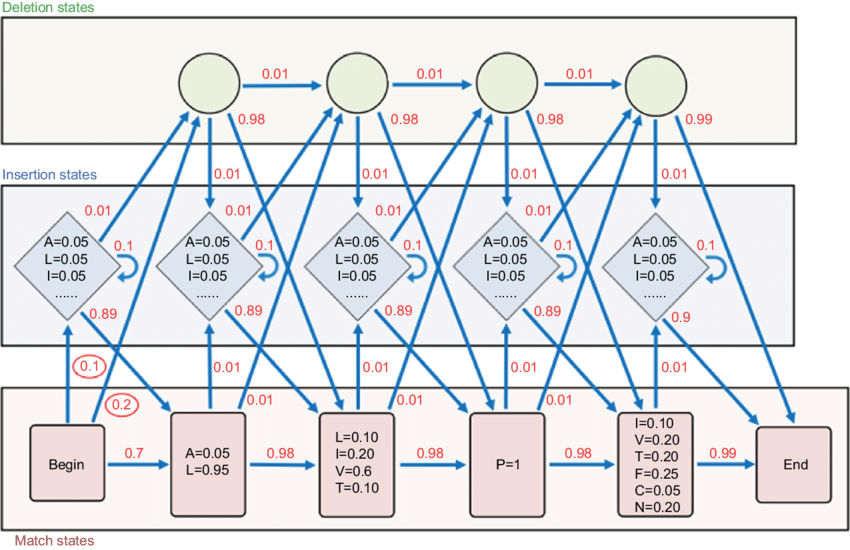 Deletion states
0.01 0.01 0.01
0.98 0.98 0.98 0.99
Insertion states
0.01 0.01 0.01 0.01
0.01 0.01 0.01 0.01
A=0.05 A=0.05 A=0.05 A=0.05 A=0.05
L=0.05 L=0.05 L=0.05 L=0.05 L=0.05
I=0.05 I=0.05 I=0.05 I=0.05 I=0.05
...... ...... ...... ...... ......
0.1 0.1 0.1 0.1 0.1
0.89 0.89 0.89 0.89 0.9
0.1 0.01 0.01 0.01 0.01
0.2 0.01 0.01 0.01
Begin
0.7
A=0.05
L=0.95
0.98
L=0.10
I=0.20
V=0.6
T=0.10
0.98
P=1
0.98
I=0.10
V=0.20
T=0.20
F=0.25
C=0.05
N=0.20
0.99
End
Match states